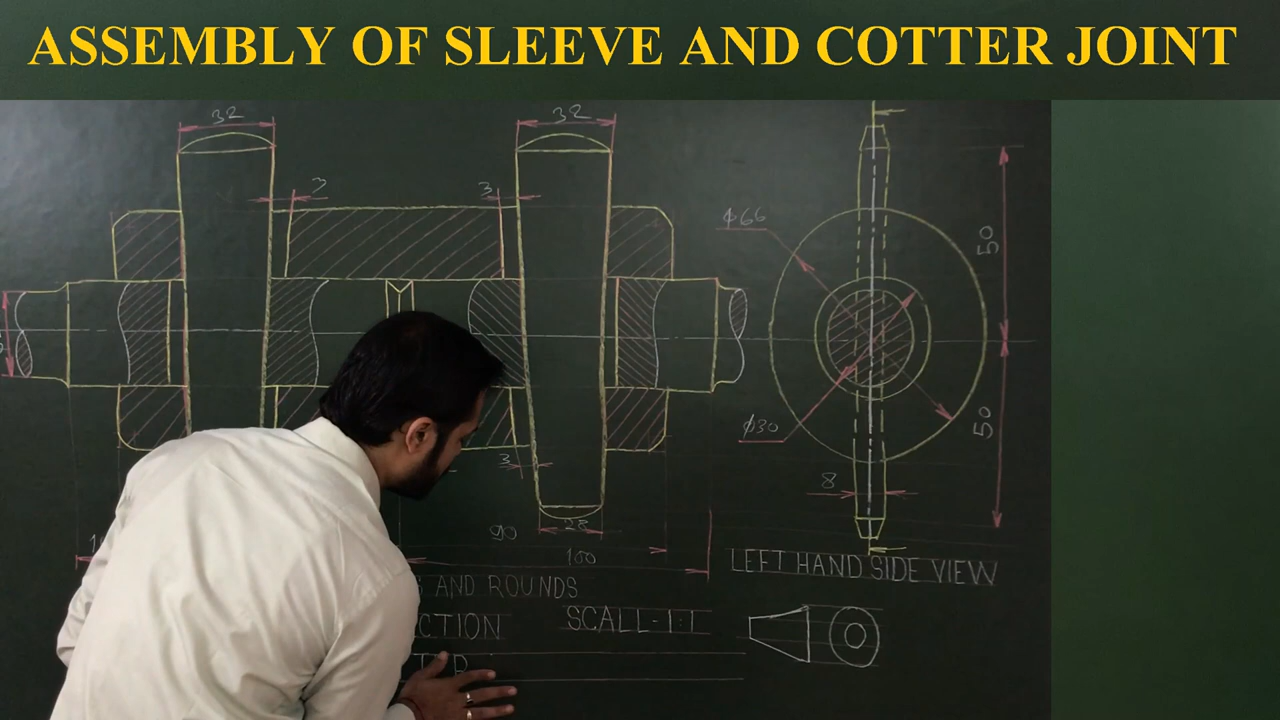 ASSEMBLY OF SLEEVE AND COTTER JOINT
32
32
3
3
Φ66
50
Φ30
50
3
8
28
90
100
LEFT HAND SIDE VIEW
AND ROUNDS
CTION
SCALL-1:1